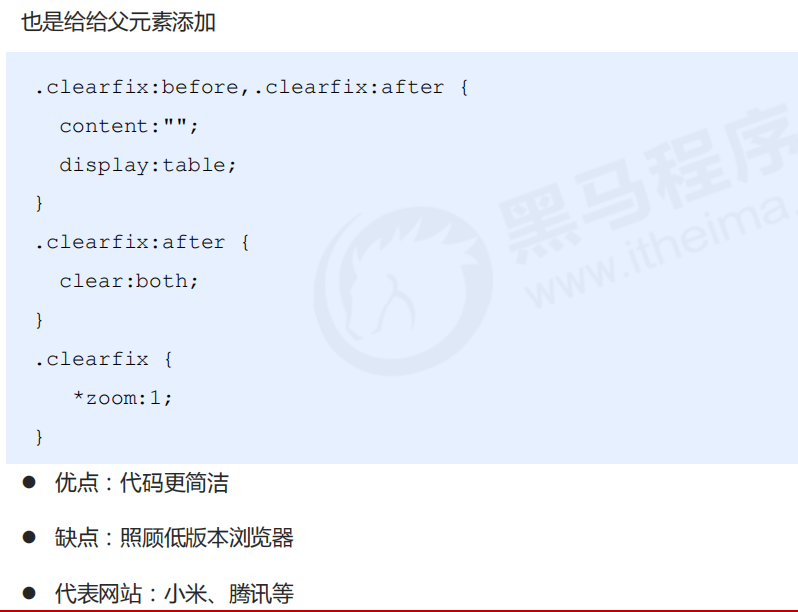 也是给给父元素添加
.clearfix:before,.clearfix:after {
  content:"";
  display:table;
}
.clearfix:after {
  clear:both;
}
.clearfix {
   *zoom:1;
}
黑马程序
www.itheima.
● 优点：代码更简洁
● 缺点：照顾低版本浏览器
● 代表网站：小米、腾讯等